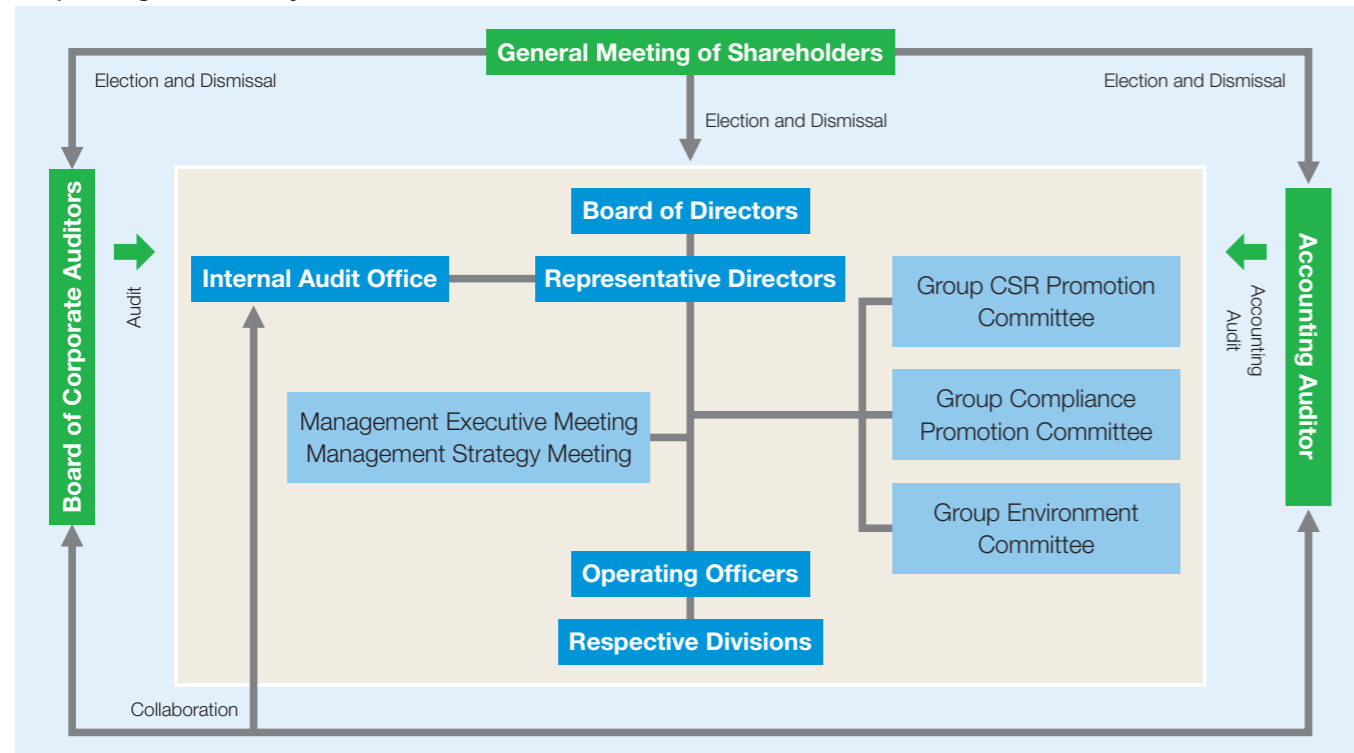 General Meeting of Shareholders
Election and Dismissal
Election and Dismissal
Election and Dismissal
Board of Corporate Auditors
Audit
Board of Directors
Internal Audit Office
Representative Directors
Group CSR Promotion
Committee
Accounting
Audit
Accounting Auditor
Management Executive Meeting
Management Strategy Meeting
Group Compliance
Promotion Committee
Group Environment
Committee
Operating Officers
Respective Divisions
Collaboration